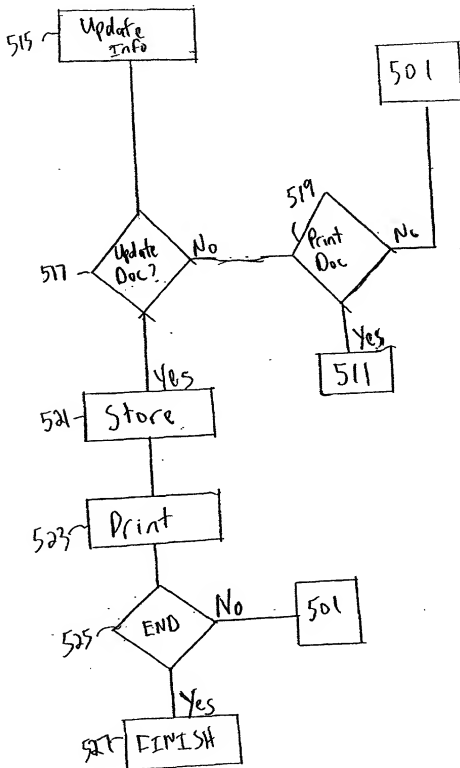 515
Update
Info
501
519
Update
Doc?
No
Print
Doc
No
517
Yes
511
Yes
521
Store
523
Print
525
END
No
501
Yes
527
FINISH